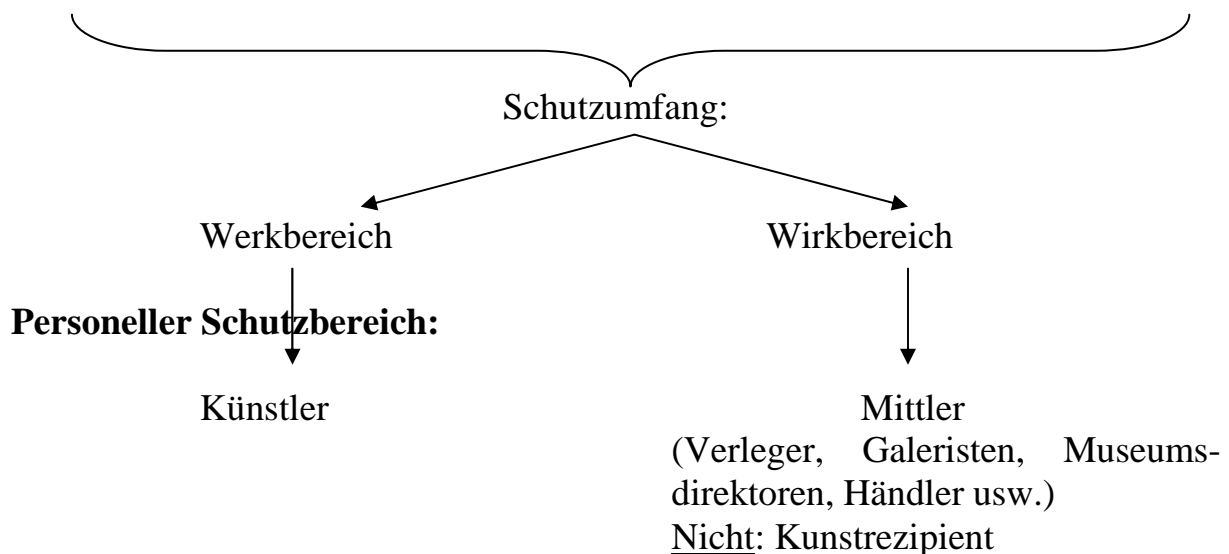 Schutzumfang:
Werkbereich
Wirkbereich
Personeller Schutzbereich:
Künstler
Mittler
(Verleger, Galeristen, Museums-
direktoren, Händler usw.)
Nicht: Kunstrezipient